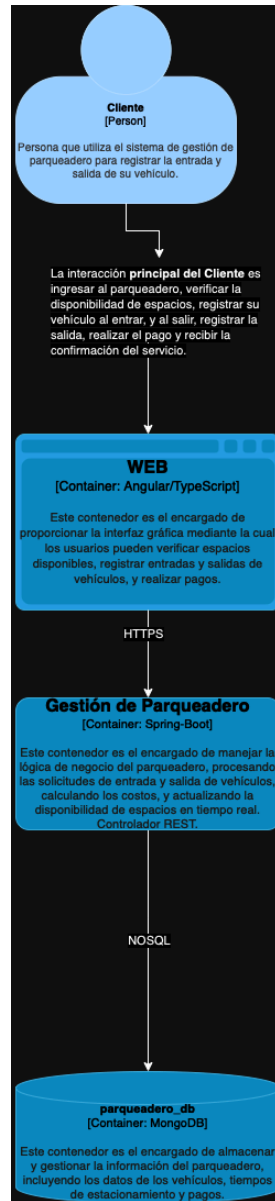 Cliente
[Person]
Persona que utiliza el sistema de gestión de
parqueadero para registrar la entrada y
salida de su vehículo.
La interacción principal del Cliente es
ingresar al parqueadero, verificar la
disponibilidad de espacios, registrar su
vehículo al entrar, y al salir, registrar la
salida, realizar el pago y recibir la
confirmación del servicio.
WEB
[Container: Angular/TypeScript]
Este contenedor es el encargado de
proporcionar la interfaz gráfica mediante la cual
los usuarios pueden verificar espacios
disponibles, registrar entradas y salidas de
vehículos, y realizar pagos.
HTTPS
Gestión de Parqueadero
[Container: Spring-Boot]
Este contenedor es el encargado de manejar la
lógica de negocio del parqueadero, procesando
las solicitudes de entrada y salida de vehículos,
calculando los costos, y actualizando la
disponibilidad de espacios en tiempo real.
Controlador REST.
NOSQL
parqueadero_db
[Container: MongoDB]
Este contenedor es el encargado de almacenar
y gestionar la información del parqueadero,
incluyendo los datos de los vehículos, tiempos
de estacionamiento y pagos.